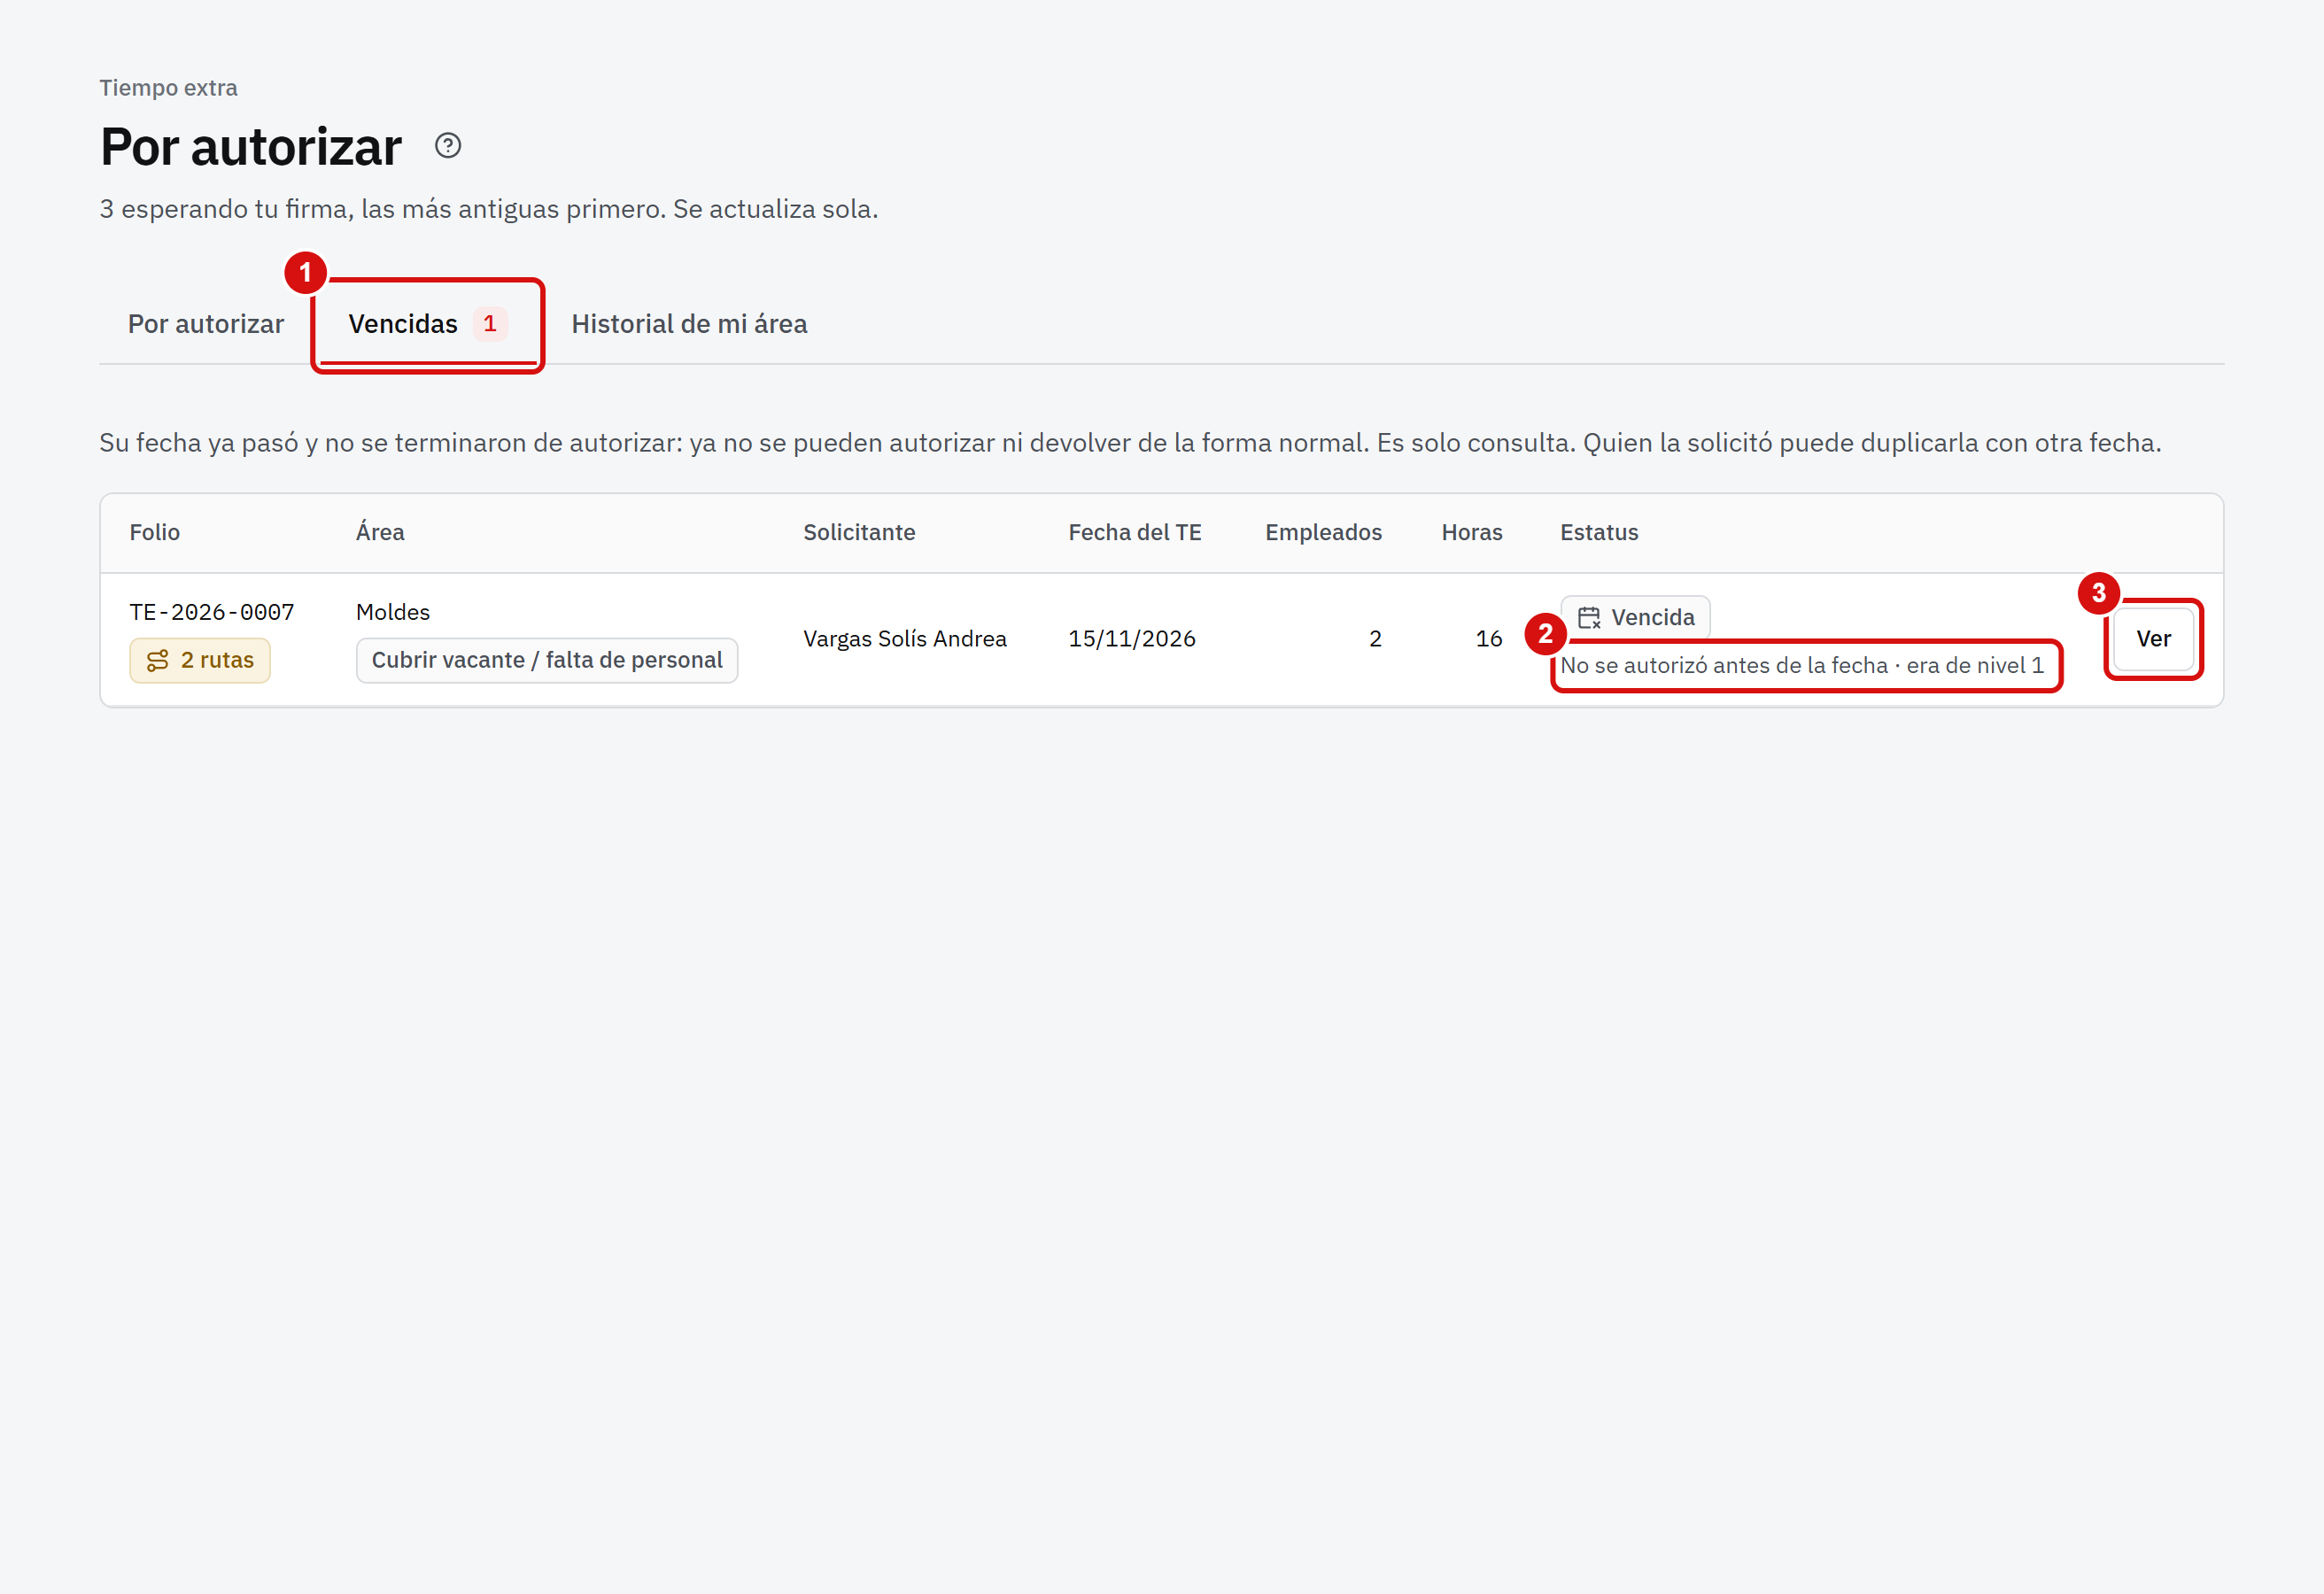 Tiempo extra
Por autorizar
3 esperando tu firma, las más antiguas primero. Se actualiza sola.
1
Por autorizar Vencidas 1 Historial de mi área
Su fecha ya pasó y no se terminaron de autorizar: ya no se pueden autorizar ni devolver de la forma normal. Es solo consulta. Quien la solicitó puede duplicarla con otra fecha.
Folio Área Solicitante Fecha del TE Empleados Horas Estatus
TE-2026-0007 Moldes Vencida 3
2 rutas Cubrir vacante / falta de personal Vargas Solís Andrea 15/11/2026 2 16 2 No se autorizó antes de la fecha · era de nivel 1 Ver